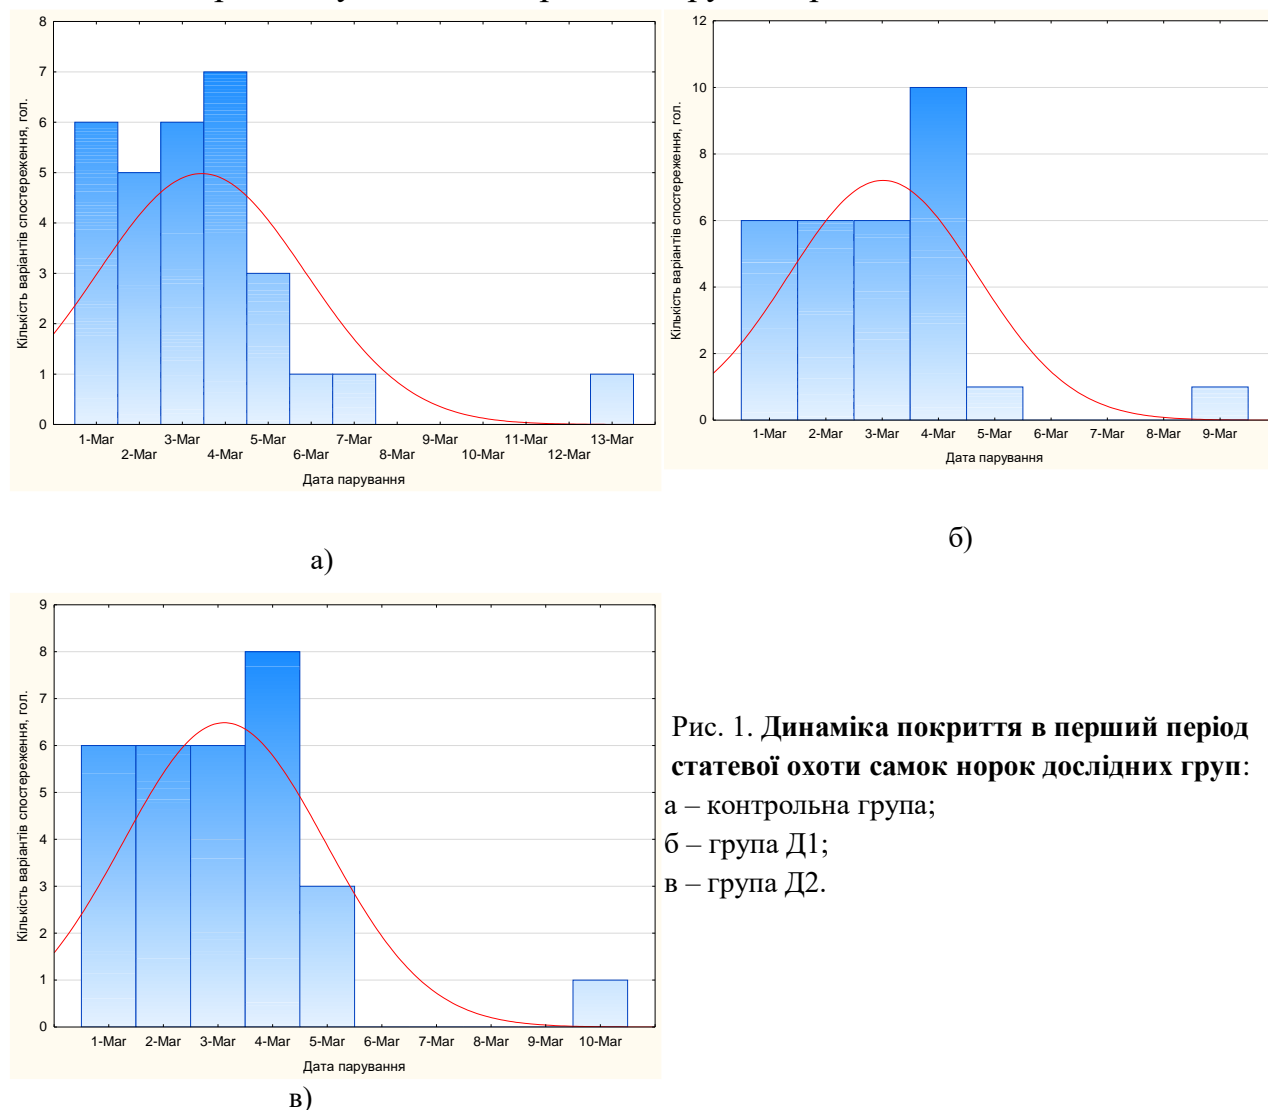 8
7
6
5
4
3
2
1
0
Кількість варіантів спостереження, гол.
1-Mar 3-Mar 5-Mar 7-Mar 9-Mar 11-Mar 13-Mar
2-Mar 4-Mar 6-Mar 8-Mar 10-Mar 12-Mar
Дата парування
а)
12
10
8
6
4
2
0
Кількість варіантів спостереження, гол.
1-Mar 2-Mar 3-Mar 4-Mar 5-Mar 6-Mar 7-Mar 8-Mar 9-Mar
Дата парування
б)
9
8
7
6
5
4
3
2
1
0
Кількість варіантів спостереження, гол.
1-Mar 2-Mar 3-Mar 4-Mar 5-Mar 6-Mar 7-Mar 8-Mar 9-Mar 10-Mar
Дата парування
в)
Рис. 1. Динаміка покриття в перший період
статевої охоти самок норок дослідних груп:
а – контрольна група;
б – група Д1;
в – група Д2.